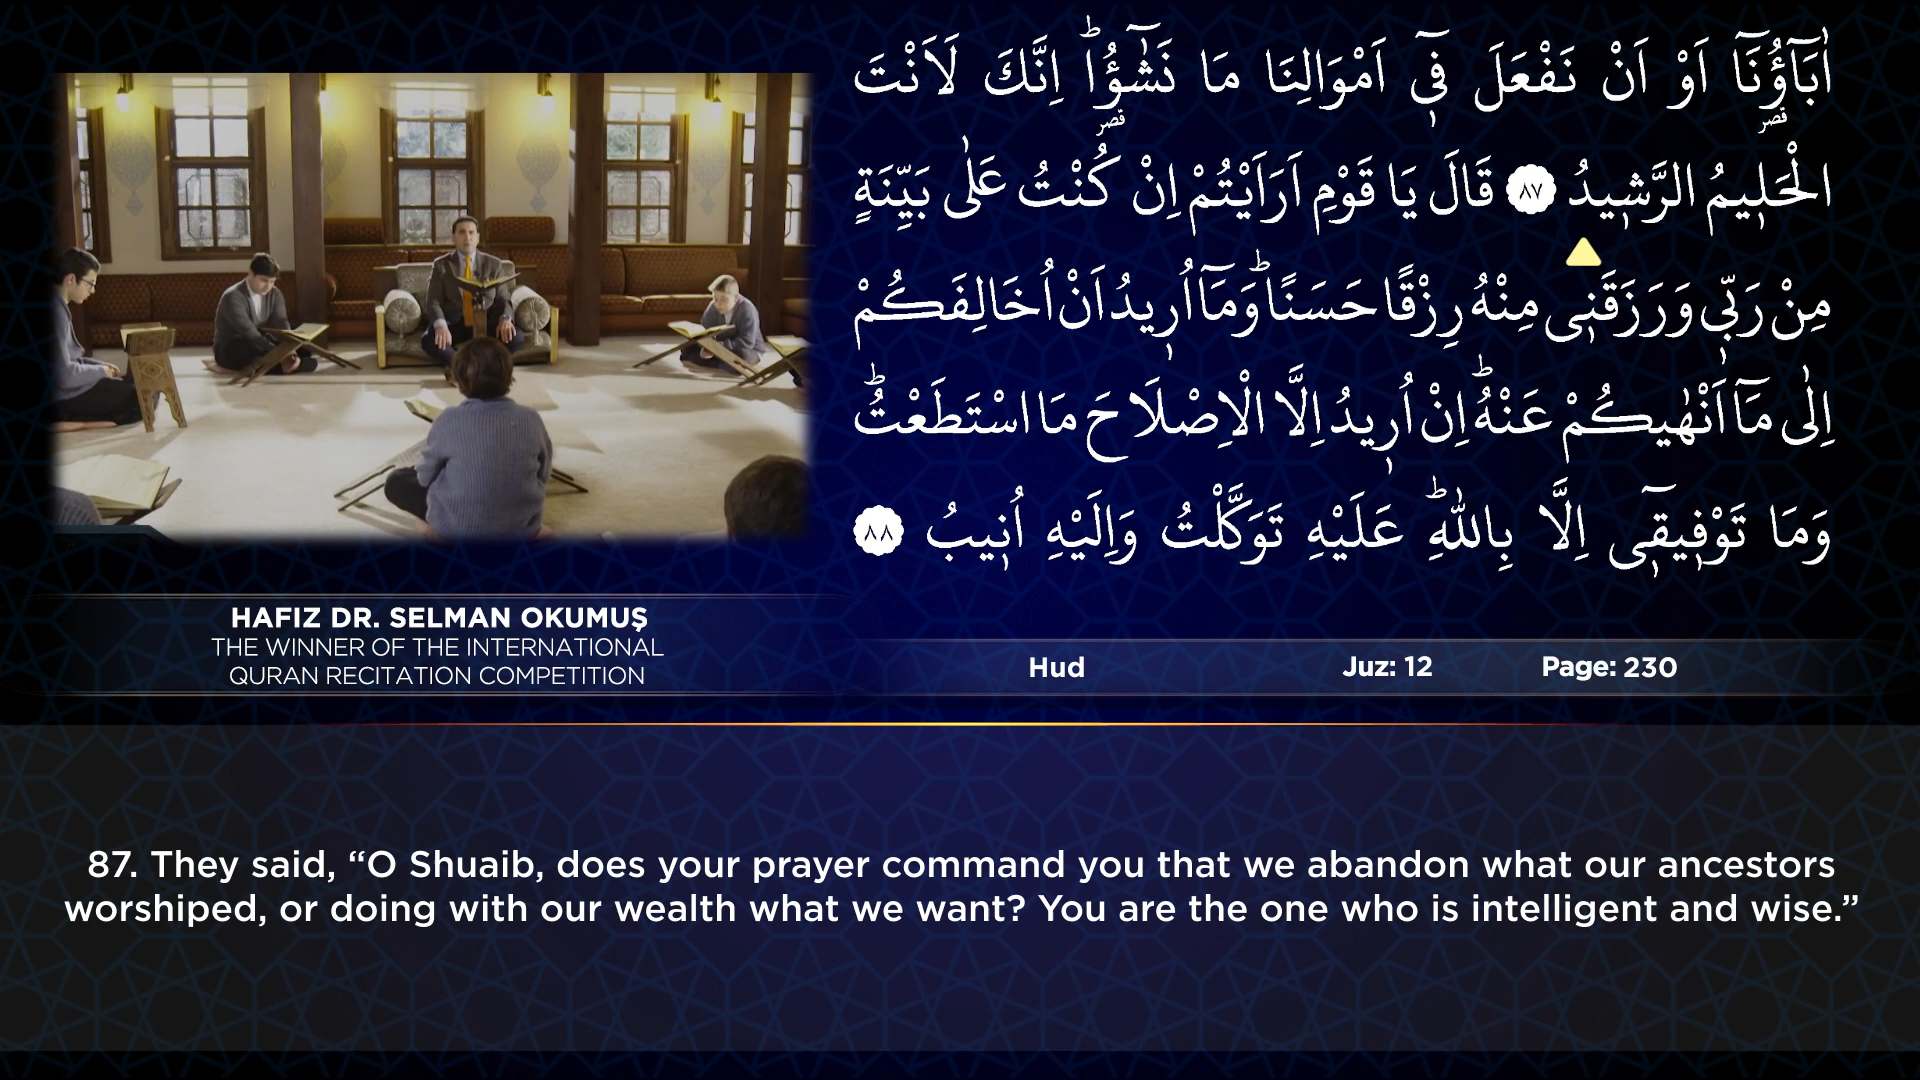 اٰبَٓاؤُ۬نَٓا اَوْ اَنْ نَفْعَلَ ف۪ٓي اَمْوَالِنَا مَا نَشٰٓؤُ۬اۜ اِنَّكَ لَاَنْتَ
قصر قصر
الْحَل۪يمُ الرَّش۪يدُ ﴿٨٧﴾ قَالَ يَا قَوْمِ اَرَاَيْتُمْ اِنْ كُنْتُ عَلٰى بَيِّنَةٍ
مِنْ رَبّ۪ي وَرَزَقَن۪ي مِنْهُ رِزْقًا حَسَنًاۜ وَمَٓا اُر۪يدُ اَنْ اُخَالِفَكُمْ
اِلٰى مَٓا اَنْهٰيكُمْ عَنْهُۜ اِنْ اُر۪يدُ اِلَّا الْاِصْلَاحَ مَا اسْتَطَعْتُۜ
وَمَا تَوْف۪يق۪ٓي اِلَّا بِاللّٰهِۜ عَلَيْهِ تَوَكَّلْتُ وَاِلَيْهِ اُن۪يبُ ﴿٨٨﴾
HAFIZ DR. SELMAN OKUMUŞ
THE WINNER OF THE INTERNATIONAL
QURAN RECITATION COMPETITION
Hud Juz: 12 Page: 230
87. They said, “O Shuaib, does your prayer command you that we abandon what our ancestors
worshiped, or doing with our wealth what we want? You are the one who is intelligent and wise.”